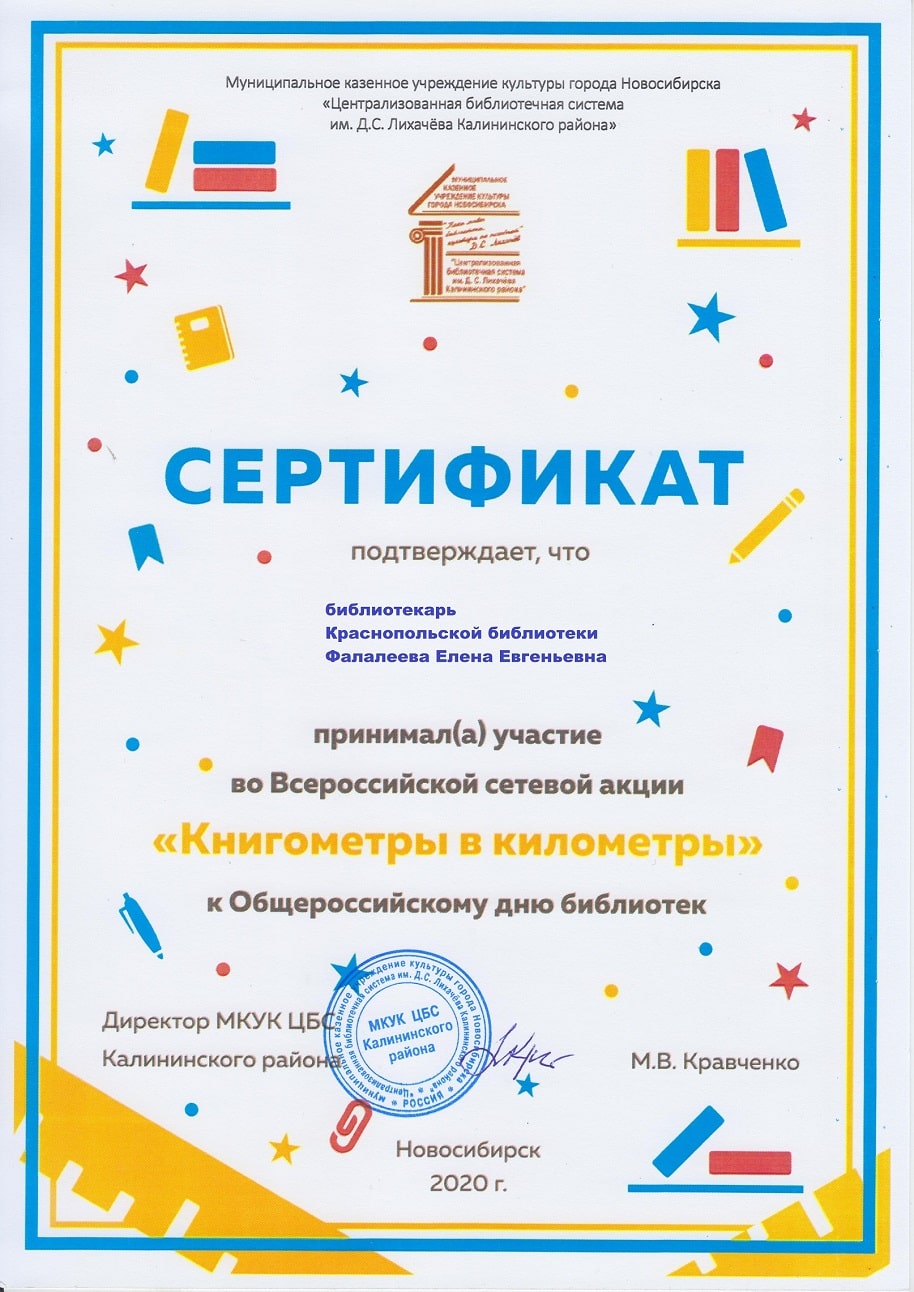 Муниципальное казенное учреждение культуры города Новосибирска
«Централизованная библиотечная система
им. Д.С. Лихачёва Калининского района»
МУНИЦИПАЛЬНОЕ
КАЗЕННОЕ
УЧРЕЖДЕНИЕ КУЛЬТУРЫ
ГОРОДА НОВОСИБИРСКА
Д.С. Лихачёв
"Централизованная
библиотечная система
им. Д. С. Лихачёва
Калининского района"
СЕРТИФИКАТ
подтверждает, что
библиотекарь
Краснопольской библиотеки
Фалалеева Елена Евгеньевна
принимал(а) участие
во Всероссийской сетевой акции
«Книгометры в километры»
к Общероссийскому дню библиотек
Директор МКУК ЦБС
Калининского района
муниципальное казенное учреждение культуры города Новосибирска
"Централизованная библиотечная система им. Д.С. Лихачёва Калининского района"
РОССИЯ
МКУК ЦБС
Калининского
района
М.В. Кравченко
Новосибирск
2020 г.